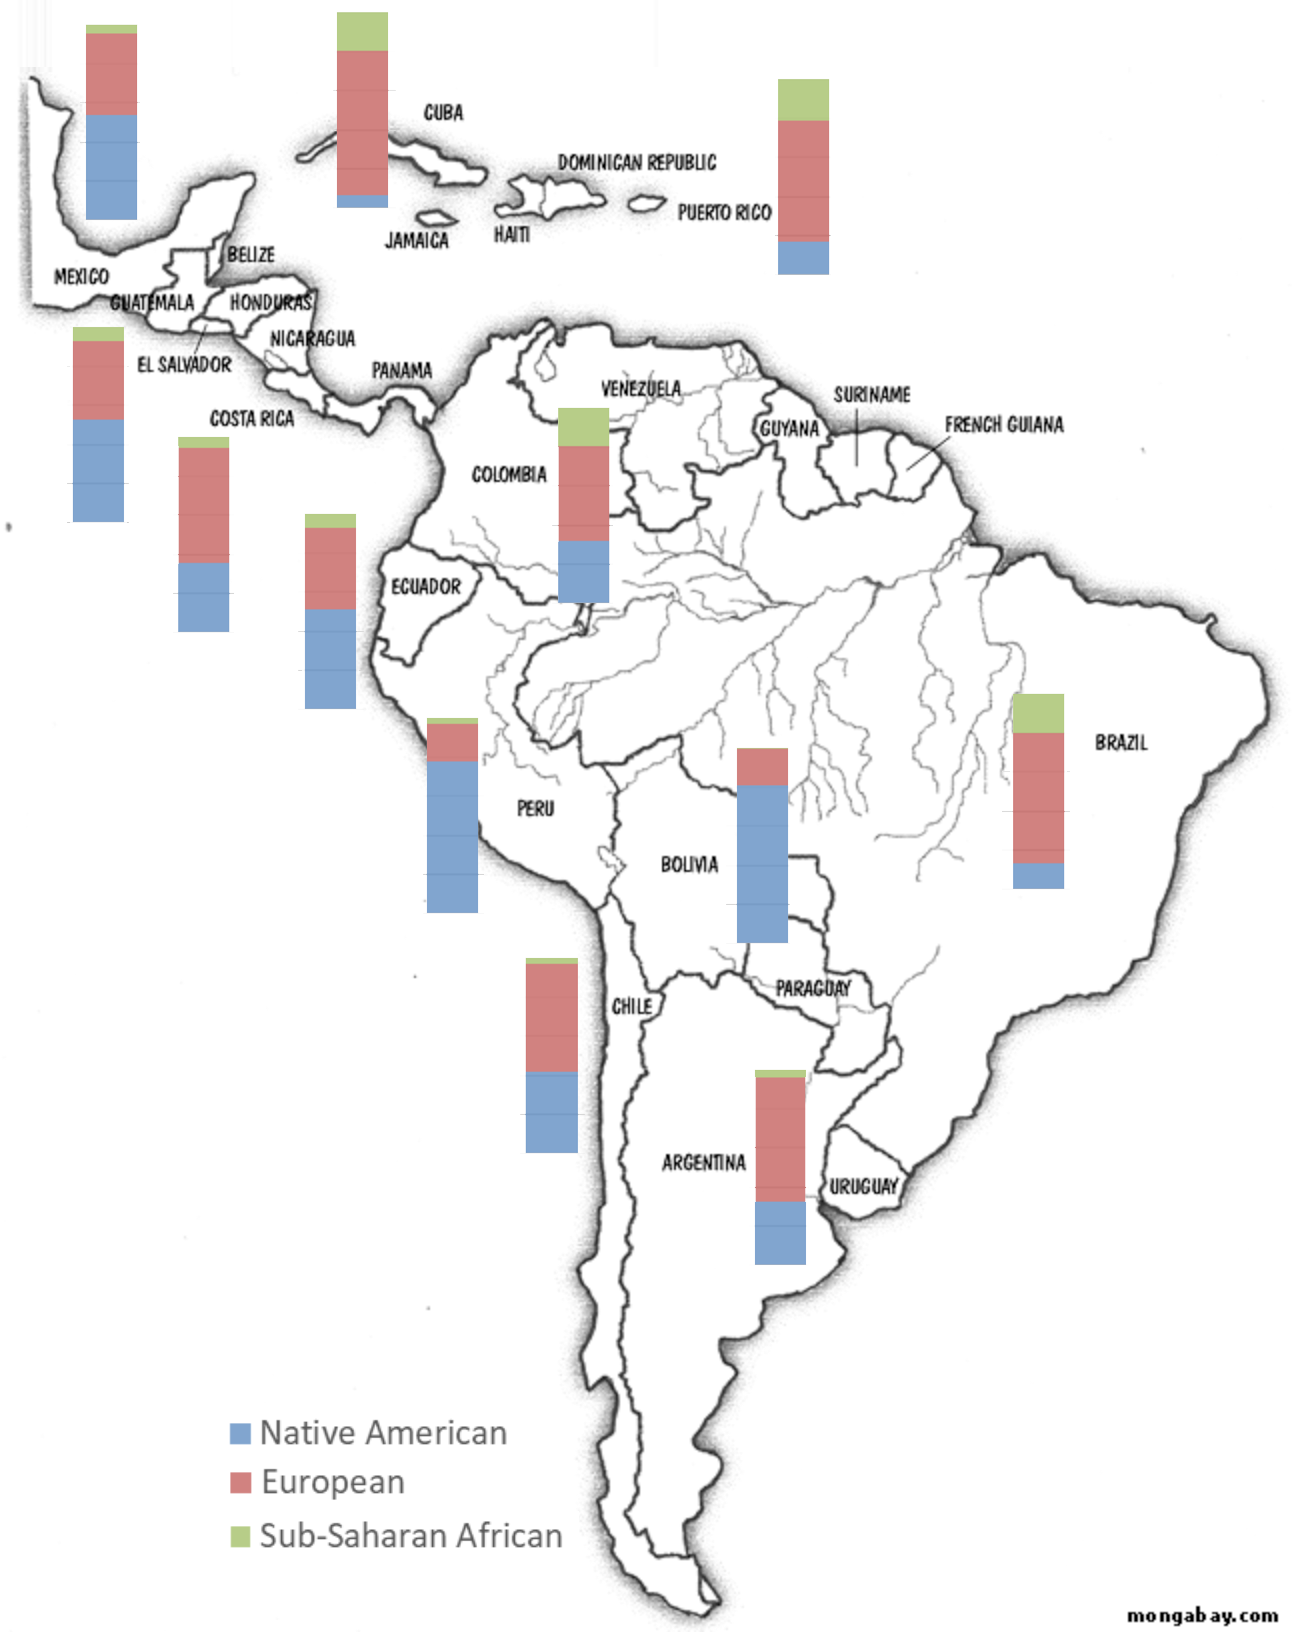 CUBA
DOMINICAN REPUBLIC
PUERTO RICO
JAMAICA
HAITI
BELIZE
MEXICO
GUATEMALA
HONDURAS
NICARAGUA
EL SALVADOR
PANAMA
COSTA RICA
VENEZUELA
SURINAME
GUYANA
FRENCH GUIANA
COLOMBIA
ECUADOR
BRAZIL
PERU
BOLIVIA
PARAGUAY
CHILE
ARGENTINA
URUGUAY
Native American
European
Sub-Saharan African
mongabay.com